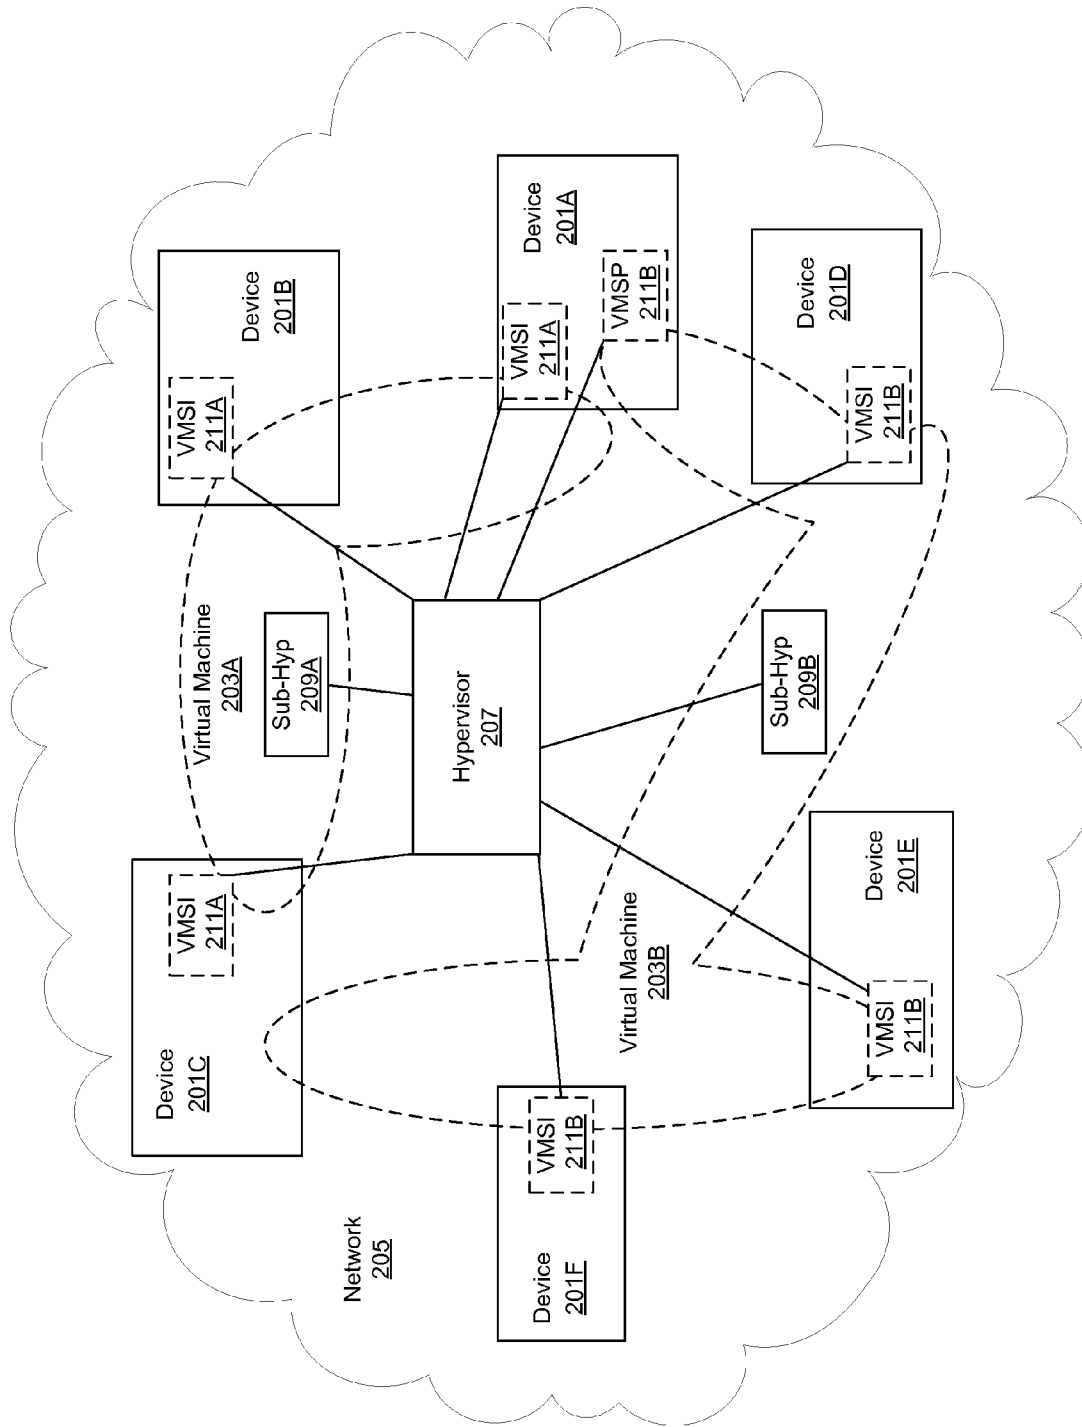 Device
201B
VMSI
211A
Device
201A
VMSI
211A
VMSP
211B
Device
201D
VMSI
211B
Virtual Machine
203A
Sub-Hyp
209A
Hypervisor
207
Sub-Hyp
209B
Device
201C
VMSI
211A
Virtual Machine
203B
Device
201E
VMSI
211B
Device
201F
VMSI
211B
Network
205